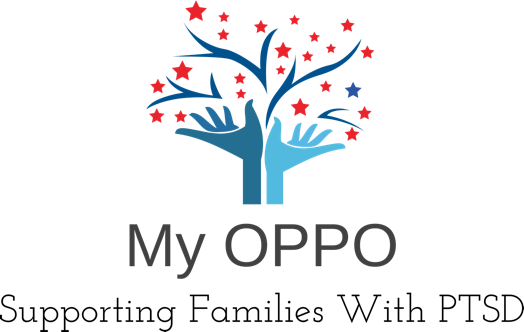 My OPPO
Supporting Families With PTSD